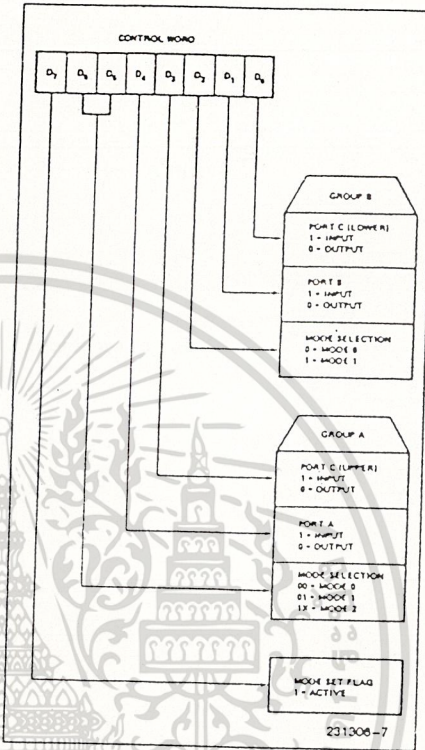 CONTROL WORD
D7 D6 D5 D4 D3 D2 D1 D0
GROUP B
PORT C (LOWER)
1 = INPUT
0 = OUTPUT
PORT B
1 = INPUT
0 = OUTPUT
MODE SELECTION
0 = MODE 0
1 = MODE 1
GROUP A
PORT C (UPPER)
1 = INPUT
0 = OUTPUT
PORT A
1 = INPUT
0 = OUTPUT
MODE SELECTION
00 = MODE 0
01 = MODE 1
1X = MODE 2
MODE SET FLAG
1 = ACTIVE
231308-7